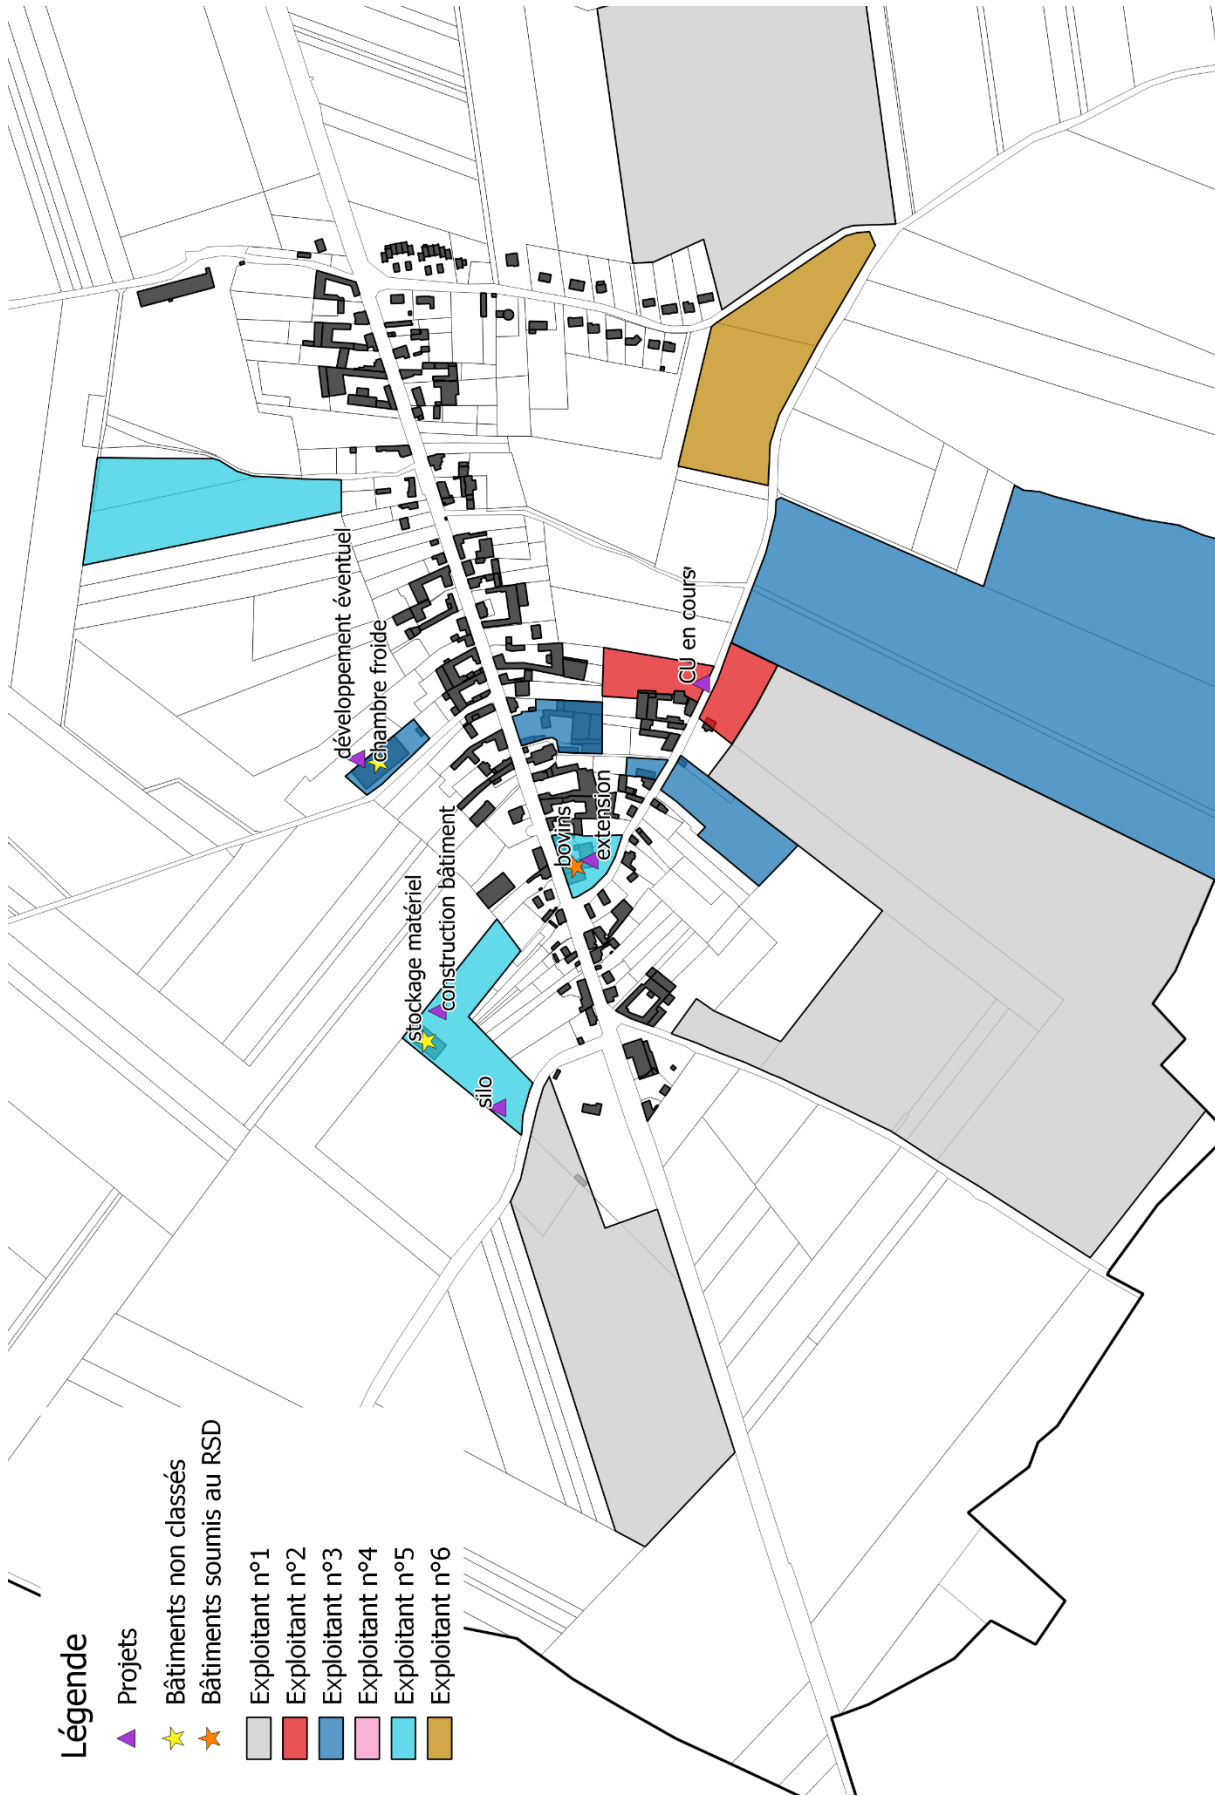 développement éventuel
chambre froide
CU en cours
bovins
extension
stockage matériel
construction bâtiment
silo
Légende
Projets
Bâtiments non classés
Bâtiments soumis au RSD
Exploitant n°1
Exploitant n°2
Exploitant n°3
Exploitant n°4
Exploitant n°5
Exploitant n°6